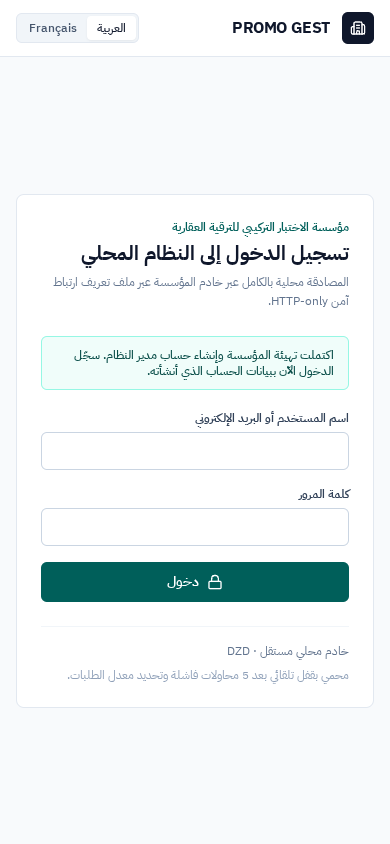 PROMO GEST
العربية
Français
مؤسسة الاختبار التركيبي للترقية العقارية
تسجيل الدخول إلى النظام المحلي
المصادقة محلية بالكامل عبر خادم المؤسسة عبر ملف تعريف ارتباط
آمن HTTP-only.
اكتملت تهيئة المؤسسة وإنشاء حساب مدير النظام. سجّل
الدخول الآن ببيانات الحساب الذي أنشأته.
اسم المستخدم أو البريد الإلكتروني
كلمة المرور
دخول
خادم محلي مستقل · DZD
محمي بقفل تلقائي بعد 5 محاولات فاشلة وتحديد معدل الطلبات.